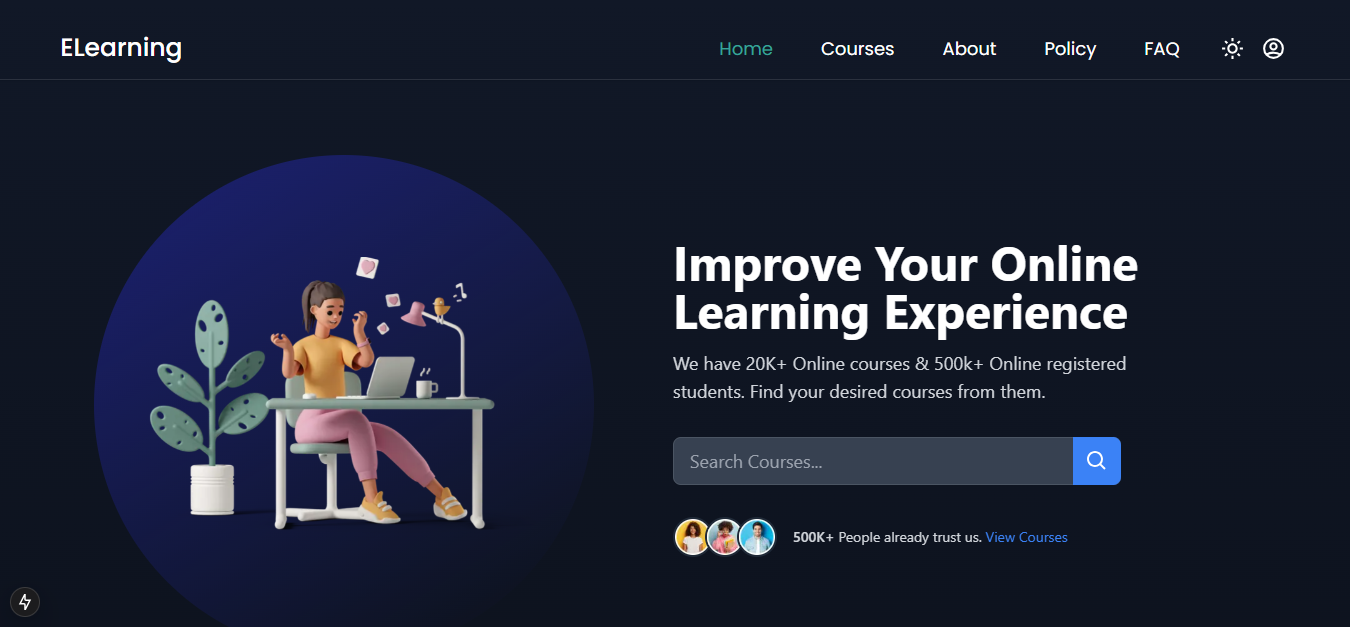 ELearning
Home Courses About Policy FAQ
Improve Your Online
Learning Experience
We have 20K+ Online courses & 500k+ Online registered
students. Find your desired courses from them.
Search Courses...
500K+ People already trust us. View Courses